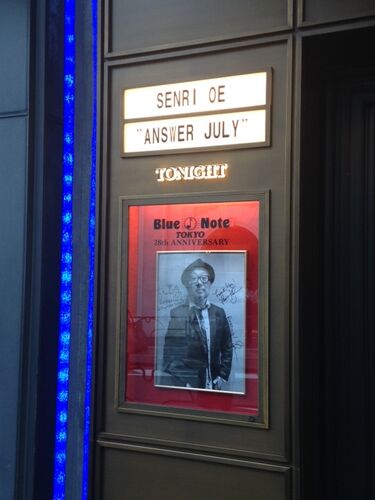 SENRI OE
"ANSWER JULY"
TONIGHT
Blue Note
TOKYO
28th ANNIVERSARY